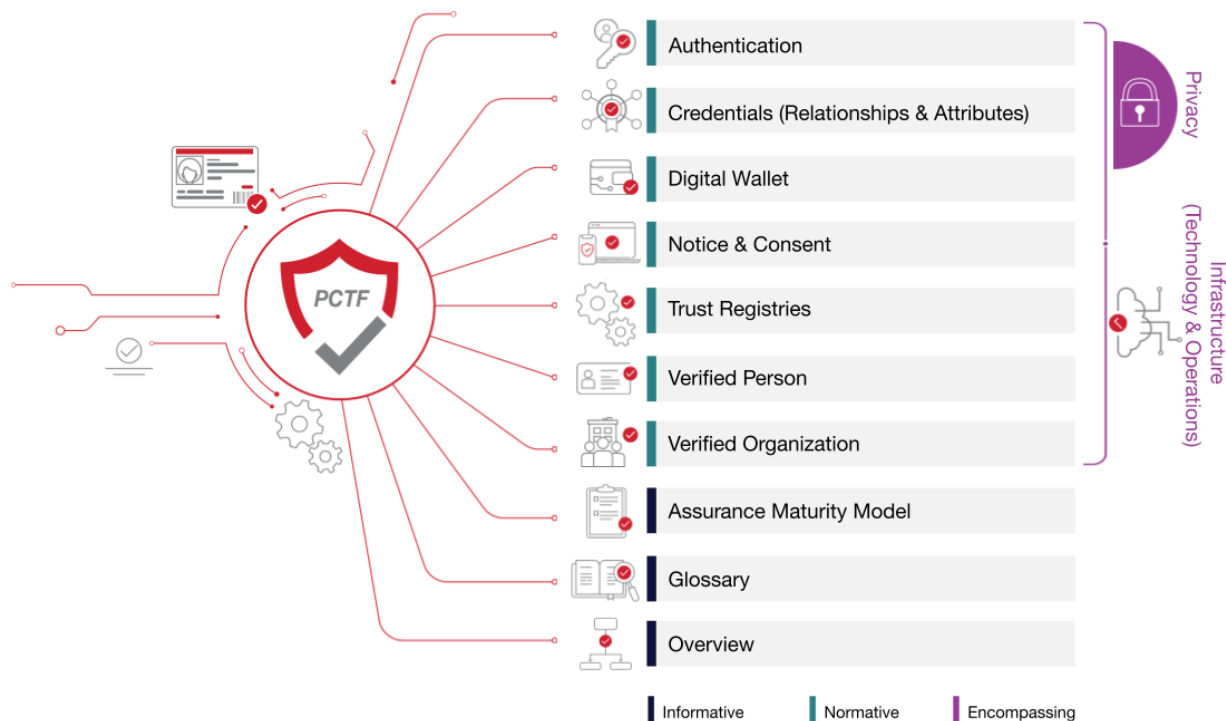 PCTF
Authentication
Credentials (Relationships & Attributes)
Digital Wallet
Notice & Consent
Trust Registries
Verified Person
Verified Organization
Assurance Maturity Model
Glossary
Overview
Privacy
Infrastructure
(Technology & Operations)
Informative
Normative
Encompassing